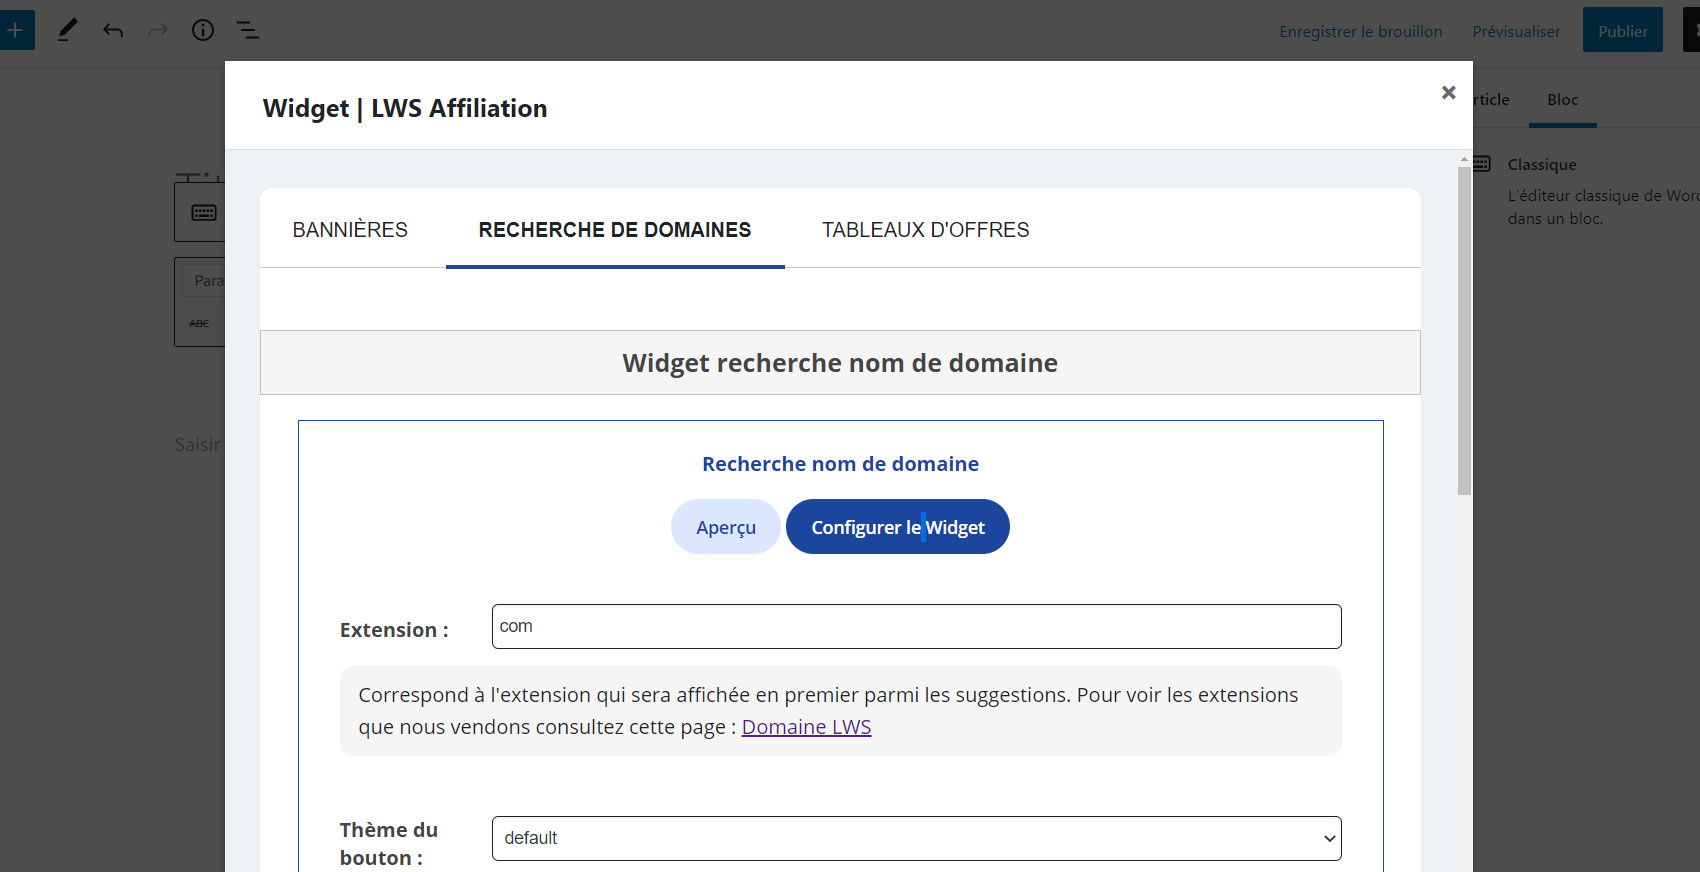 Enregistrer le brouillon
Prévisualiser
Publier
Widget | LWS Affiliation
rticle
Bloc
Classique
L'éditeur classique de Wor
dans un bloc.
BANNIÈRES
RECHERCHE DE DOMAINES
TABLEAUX D'OFFRES
Para
ABC
Widget recherche nom de domaine
Saisir
Recherche nom de domaine
Aperçu
Configurer le Widget
Extension :
com
Correspond à l'extension qui sera affichée en premier parmi les suggestions. Pour voir les extensions
que nous vendons consultez cette page : Domaine LWS
Thème du
bouton :
default